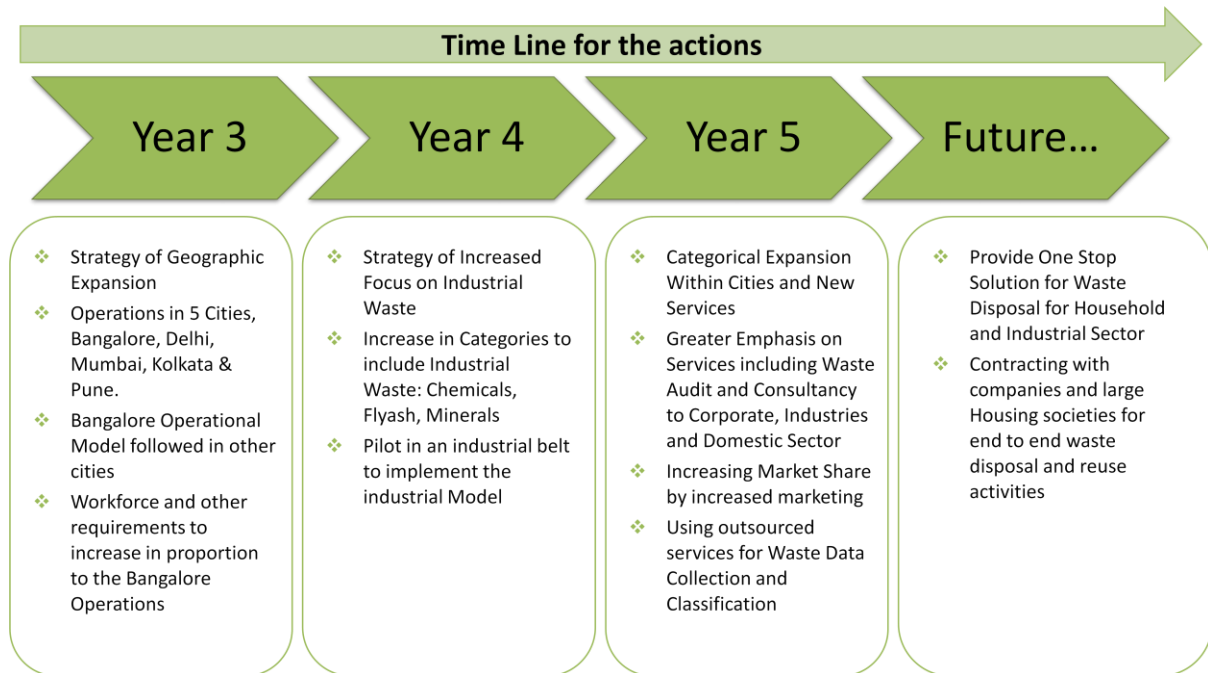 Time Line for the actions
Year 3
Year 4
Year 5
Future...
Strategy of Geographic
Expansion
Operations in 5 Cities,
Bangalore, Delhi,
Mumbai, Kolkata &
Pune.
Bangalore Operational
Model followed in other
cities
Workforce and other
requirements to
increase in proportion
to the Bangalore
Operations
Strategy of Increased
Focus on Industrial
Waste
Increase in Categories to
include Industrial
Waste: Chemicals,
Flyash, Minerals
Pilot in an industrial belt
to implement the
industrial Model
Categorical Expansion
Within Cities and New
Services
Greater Emphasis on
Services including Waste
Audit and Consultancy
to Corporate, Industries
and Domestic Sector
Increasing Market Share
by increased marketing
Using outsourced
services for Waste Data
Collection and
Classification
Provide One Stop
Solution for Waste
Disposal for Household
and Industrial Sector
Contracting with
companies and large
Housing societies for
end to end waste
disposal and reuse
activities